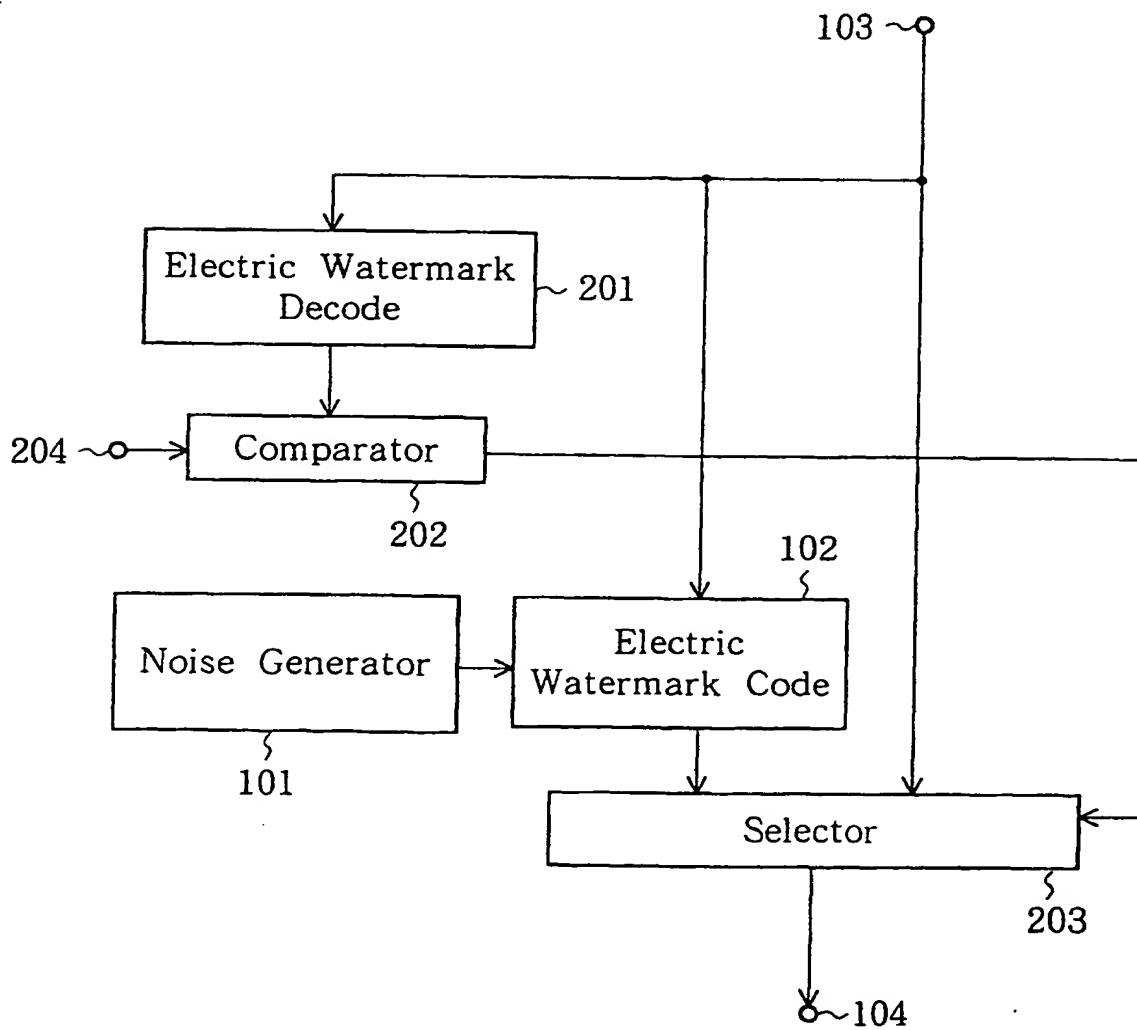 103
Electric Watermark
Decode
201
204
Comparator
202
102
Noise Generator
Electric
Watermark Code
101
Selector
203
104